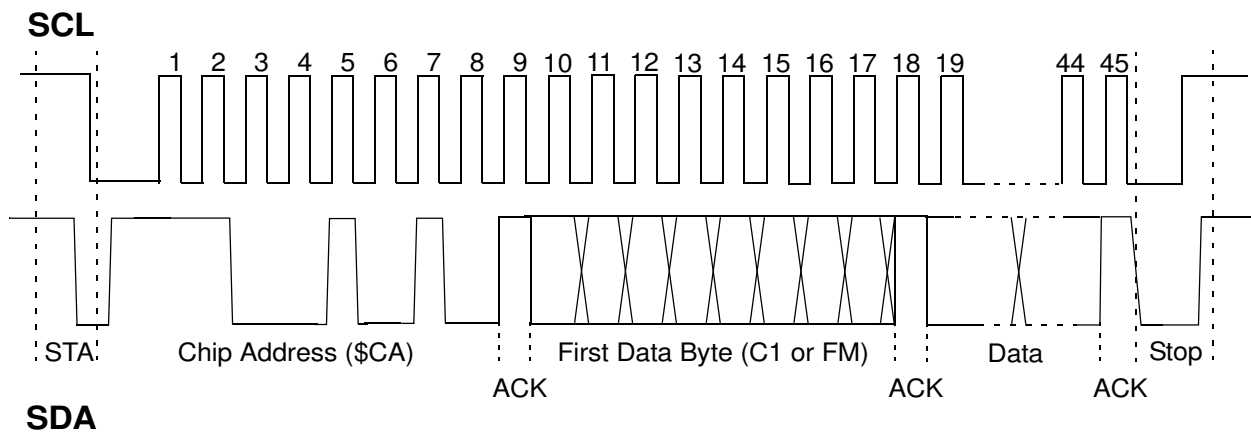 SCL
1 2 3 4 5 6 7 8 9 10 11 12 13 14 15 16 17 18 19 44 45
STA Chip Address ($CA) First Data Byte (C1 or FM) Data Stop
ACK ACK ACK
SDA